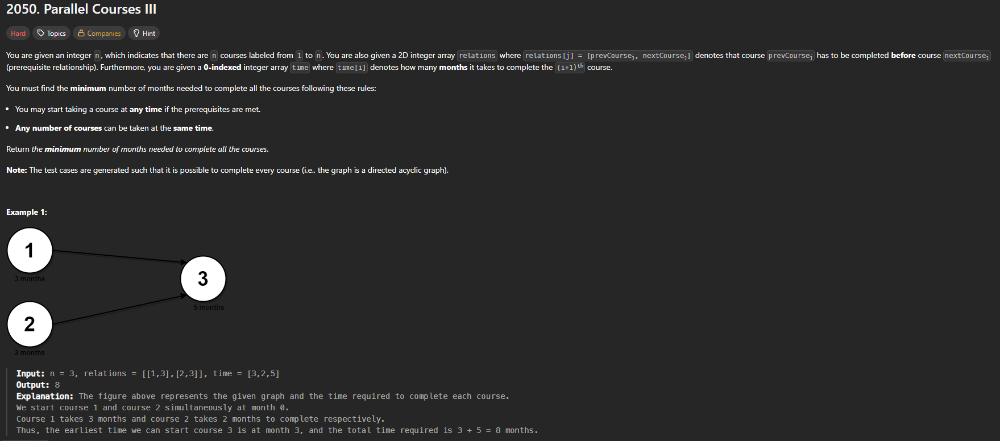 2050. Parallel Courses III
Hard Topics Companies Hint
You are given an integer n, which indicates that there are n courses labeled from 1 to n. You are also given a 2D integer array relations where relations[j] = [prevCoursej, nextCoursej] denotes that course prevCoursej has to be completed before course nextCoursej
(prerequisite relationship). Furthermore, you are given a 0-indexed integer array time where time[i] denotes how many months it takes to complete the (i+1)th course.
You must find the minimum number of months needed to complete all the courses following these rules:
• You may start taking a course at any time if the prerequisites are met.
• Any number of courses can be taken at the same time.
Return the minimum number of months needed to complete all the courses.
Note: The test cases are generated such that it is possible to complete every course (i.e., the graph is a directed acyclic graph).
Example 1:
1
3 months
3
5 months
2
2 months
Input: n = 3, relations = [[1,3],[2,3]], time = [3,2,5]
Output: 8
Explanation: The figure above represents the given graph and the time required to complete each course.
We start course 1 and course 2 simultaneously at month 0.
Course 1 takes 3 months and course 2 takes 2 months to complete respectively.
Thus, the earliest time we can start course 3 is at month 3, and the total time required is 3 + 5 = 8 months.